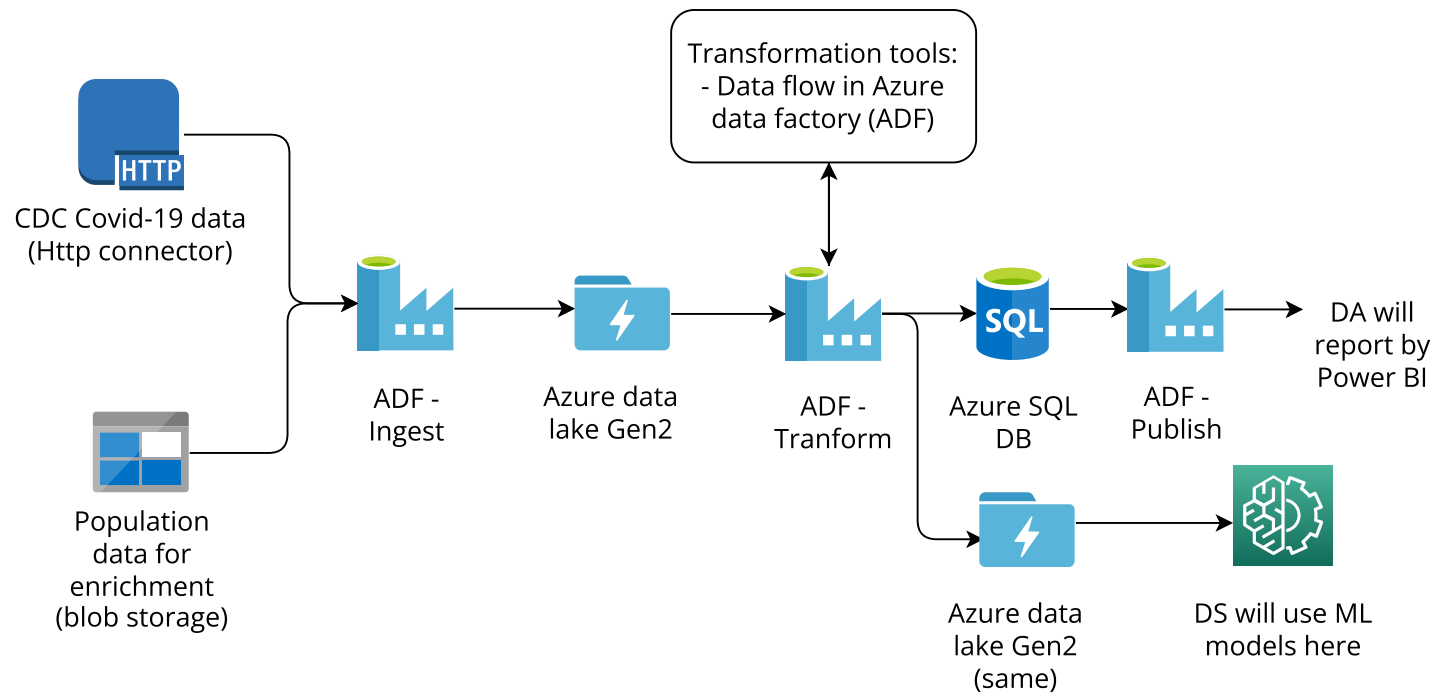 Transformation tools:
- Data flow in Azure
data factory (ADF)
HTTP
CDC Covid-19 data
(Http connector)
ADF -
Ingest
Azure data
lake Gen2
ADF -
Tranform
SQL
Azure SQL
DB
ADF -
Publish
DA will
report by
Power BI
Population
data for
enrichment
(blob storage)
Azure data
lake Gen2
(same)
DS will use ML
models here